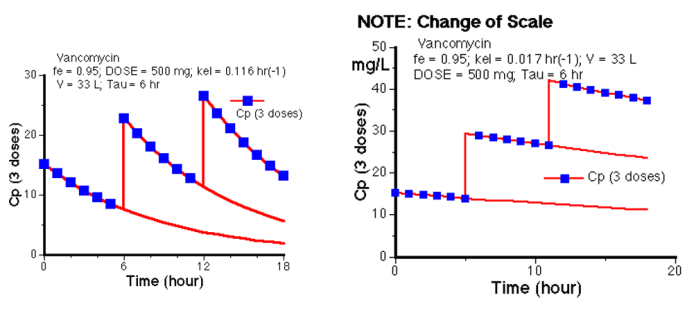 Vancomycin
fe = 0.95; DOSE = 500 mg; kel = 0.116 hr(-1)
V = 33 L; Tau = 6 hr
30
20
10
0
Cp (3 doses)
Cp (3 doses)
0 6 12 18
Time (hour)
NOTE: Change of Scale
50
mg/L
40
30
20
10
0
Vancomycin
fe = 0.95; kel = 0.017 hr(-1); V = 33 L
DOSE = 500 mg; Tau = 6 hr
Cp (3 doses)
Cp (3 doses)
0 10 20
Time (hour)